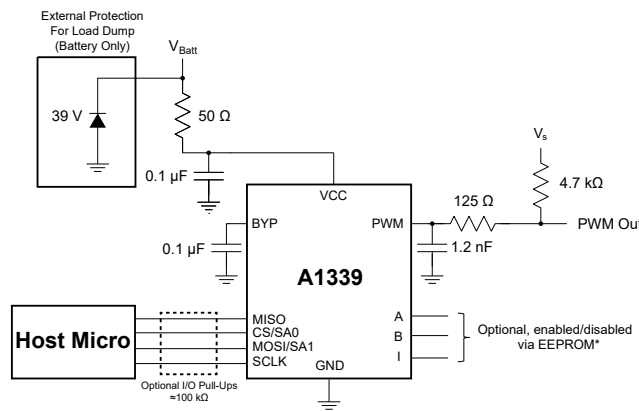 External Protection
For Load Dump
(Battery Only)
VBatt
39 V
50 Ω
0.1 µF
VCC
Vs
4.7 kΩ
125 Ω
BYP
PWM
PWM Out
0.1 µF
1.2 nF
A1339
Host Micro
MISO
CS/SA0
MOSI/SA1
SCLK
A
B
I
Optional, enabled/disabled
via EEPROM*
GND
Optional I/O Pull-Ups
≈100 kΩ